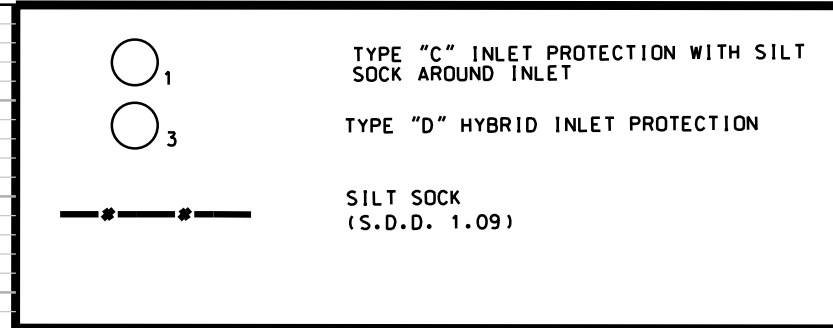 1 TYPE "C" INLET PROTECTION WITH SILT
SOCK AROUND INLET
3 TYPE "D" HYBRID INLET PROTECTION
SILT SOCK
(S.D.D. 1.09)